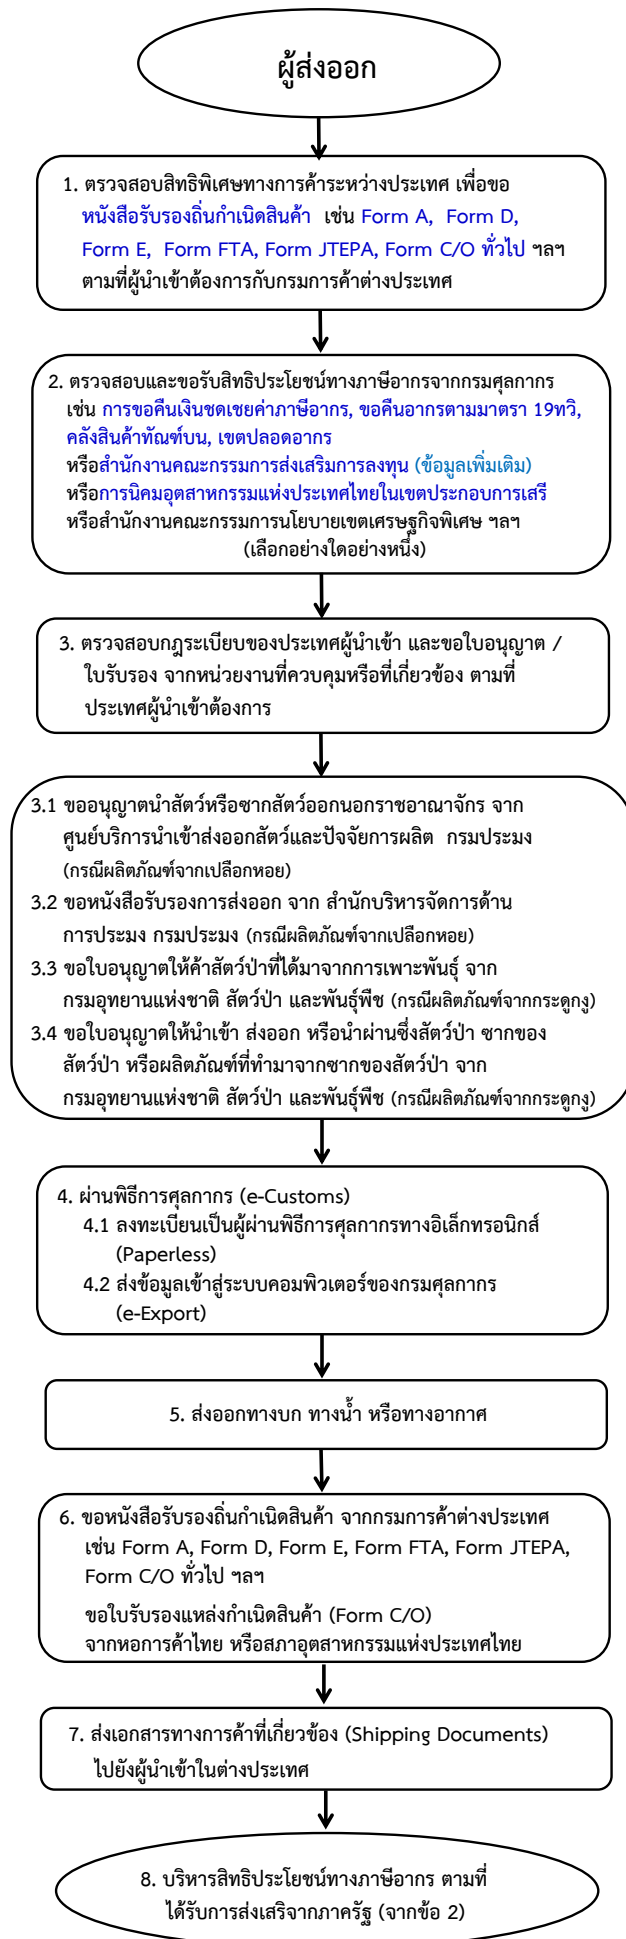 ผู้ส่งออก
1. ตรวจสอบสิทธิพิเศษทางการค้าระหว่างประเทศ เพื่อขอ
หนังสือรับรองถิ่นกำเนิดสินค้า เช่น Form A, Form D,
Form E, Form FTA, Form JTEPA, Form C/O ทั่วไป ฯลฯ
ตามที่ผู้นำเข้าต้องการกับกรมการค้าต่างประเทศ
2. ตรวจสอบและขอรับสิทธิประโยชน์ทางภาษีอากรจากกรมศุลกากร
เช่น การขอคืนเงินชดเชยค่าภาษีอากร, ขอคืนอากรตามมาตรา 19ทวิ,
คลังสินค้าทัณฑ์บน, เขตปลอดอากร
หรือสำนักงานคณะกรรมการส่งเสริมการลงทุน (ข้อมูลเพิ่มเติม)
หรือการนิคมอุตสาหกรรมแห่งประเทศไทยในเขตประกอบการเสรี
หรือสำนักงานคณะกรรมการนโยบายเขตเศรษฐกิจพิเศษ ฯลฯ
(เลือกอย่างใดอย่างหนึ่ง)
3. ตรวจสอบกฎระเบียบของประเทศผู้นำเข้า และขอใบอนุญาต /
ใบรับรอง จากหน่วยงานที่ควบคุมหรือที่เกี่ยวข้อง ตามที่
ประเทศผู้นำเข้าต้องการ
3.1 ขออนุญาตนำสัตว์หรือซากสัตว์ออกนอกราชอาณาจักร จาก
ศูนย์บริการนำเข้าส่งออกสัตว์และปัจจัยการผลิต กรมประมง
(กรณีผลิตภัณฑ์จากเปลือกหอย)
3.2 ขอหนังสือรับรองการส่งออก จาก สำนักบริหารจัดการด้าน
การประมง กรมประมง (กรณีผลิตภัณฑ์จากเปลือกหอย)
3.3 ขอใบอนุญาตให้ค้าสัตว์ป่าที่ได้มาจากการเพาะพันธุ์ จาก
กรมอุทยานแห่งชาติ สัตว์ป่า และพันธุ์พืช (กรณีผลิตภัณฑ์จากกระดูกงู)
3.4 ขอใบอนุญาตให้นำเข้า ส่งออก หรือนำผ่านซึ่งสัตว์ป่า ซากของ
สัตว์ป่า หรือผลิตภัณฑ์ที่ทำมาจากซากของสัตว์ป่า จาก
กรมอุทยานแห่งชาติ สัตว์ป่า และพันธุ์พืช (กรณีผลิตภัณฑ์จากกระดูกงู)
4. ผ่านพิธีการศุลกากร (e-Customs)
4.1 ลงทะเบียนเป็นผู้ผ่านพิธีการศุลกากรทางอิเล็กทรอนิกส์
(Paperless)
4.2 ส่งข้อมูลเข้าสู่ระบบคอมพิวเตอร์ของกรมศุลกากร
(e-Export)
5. ส่งออกทางบก ทางน้ำ หรือทางอากาศ
6. ขอหนังสือรับรองถิ่นกำเนิดสินค้า จากกรมการค้าต่างประเทศ
เช่น Form A, Form D, Form E, Form FTA, Form JTEPA,
Form C/O ทั่วไป ฯลฯ
ขอใบรับรองแหล่งกำเนิดสินค้า (Form C/O)
จากหอการค้าไทย หรือสภาอุตสาหกรรมแห่งประเทศไทย
7. ส่งเอกสารทางการค้าที่เกี่ยวข้อง (Shipping Documents)
ไปยังผู้นำเข้าในต่างประเทศ
8. บริหารสิทธิประโยชน์ทางภาษีอากร ตามที่
ได้รับการส่งเสริจากภาครัฐ (จากข้อ 2)